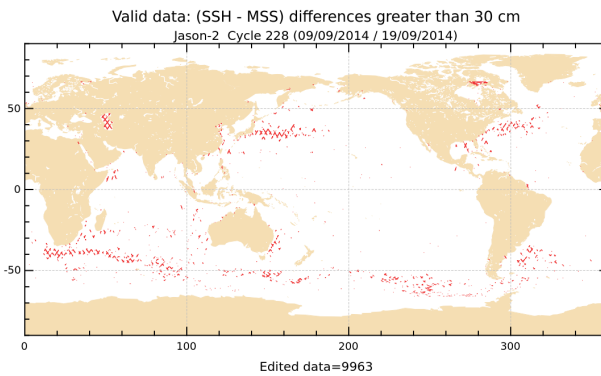 Valid data: (SSH - MSS) differences greater than 30 cm
Jason-2 Cycle 228 (09/09/2014 / 19/09/2014)
50
0
-50
0 100 200 300
Edited data=9963